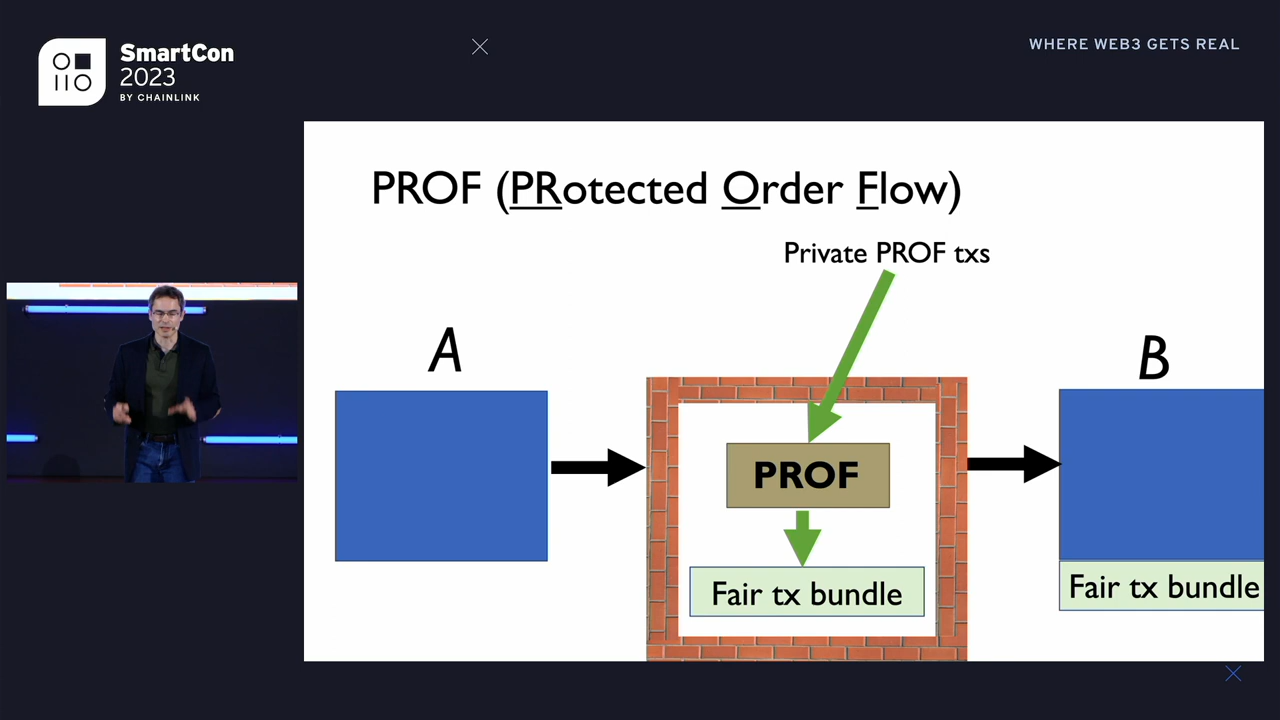 SmartCon
2023
BY CHAINLINK
WHERE WEB3 GETS REAL
PROF (PRotected Order Flow)
Private PROF txs
A
B
PROF
Fair tx bundle
Fair tx bundle